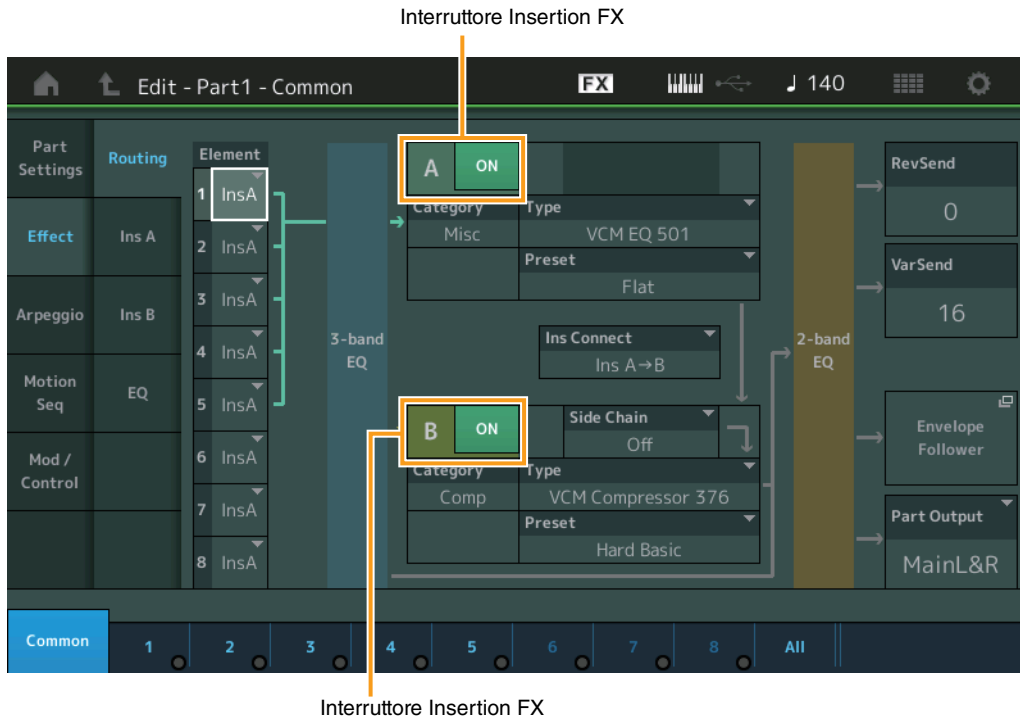 Interruttore Insertion FX
Edit - Part1 - Common
FX
♩ 140
Part Settings
Effect
Arpeggio
Motion Seq
Mod / Control
Routing
Ins A
Ins B
EQ
Element
1 InsA
2 InsA
3 InsA
4 InsA
5 InsA
6 InsA
7 InsA
8 InsA
3-band EQ
A ON
Category
Misc
Type
VCM EQ 501
Preset
Flat
Ins Connect
Ins A→B
B ON
Side Chain
Off
Category
Comp
Type
VCM Compressor 376
Preset
Hard Basic
2-band EQ
RevSend
0
VarSend
16
Envelope Follower
Part Output
MainL&R
Common
1 2 3 4 5 6 7 8 All
Interruttore Insertion FX